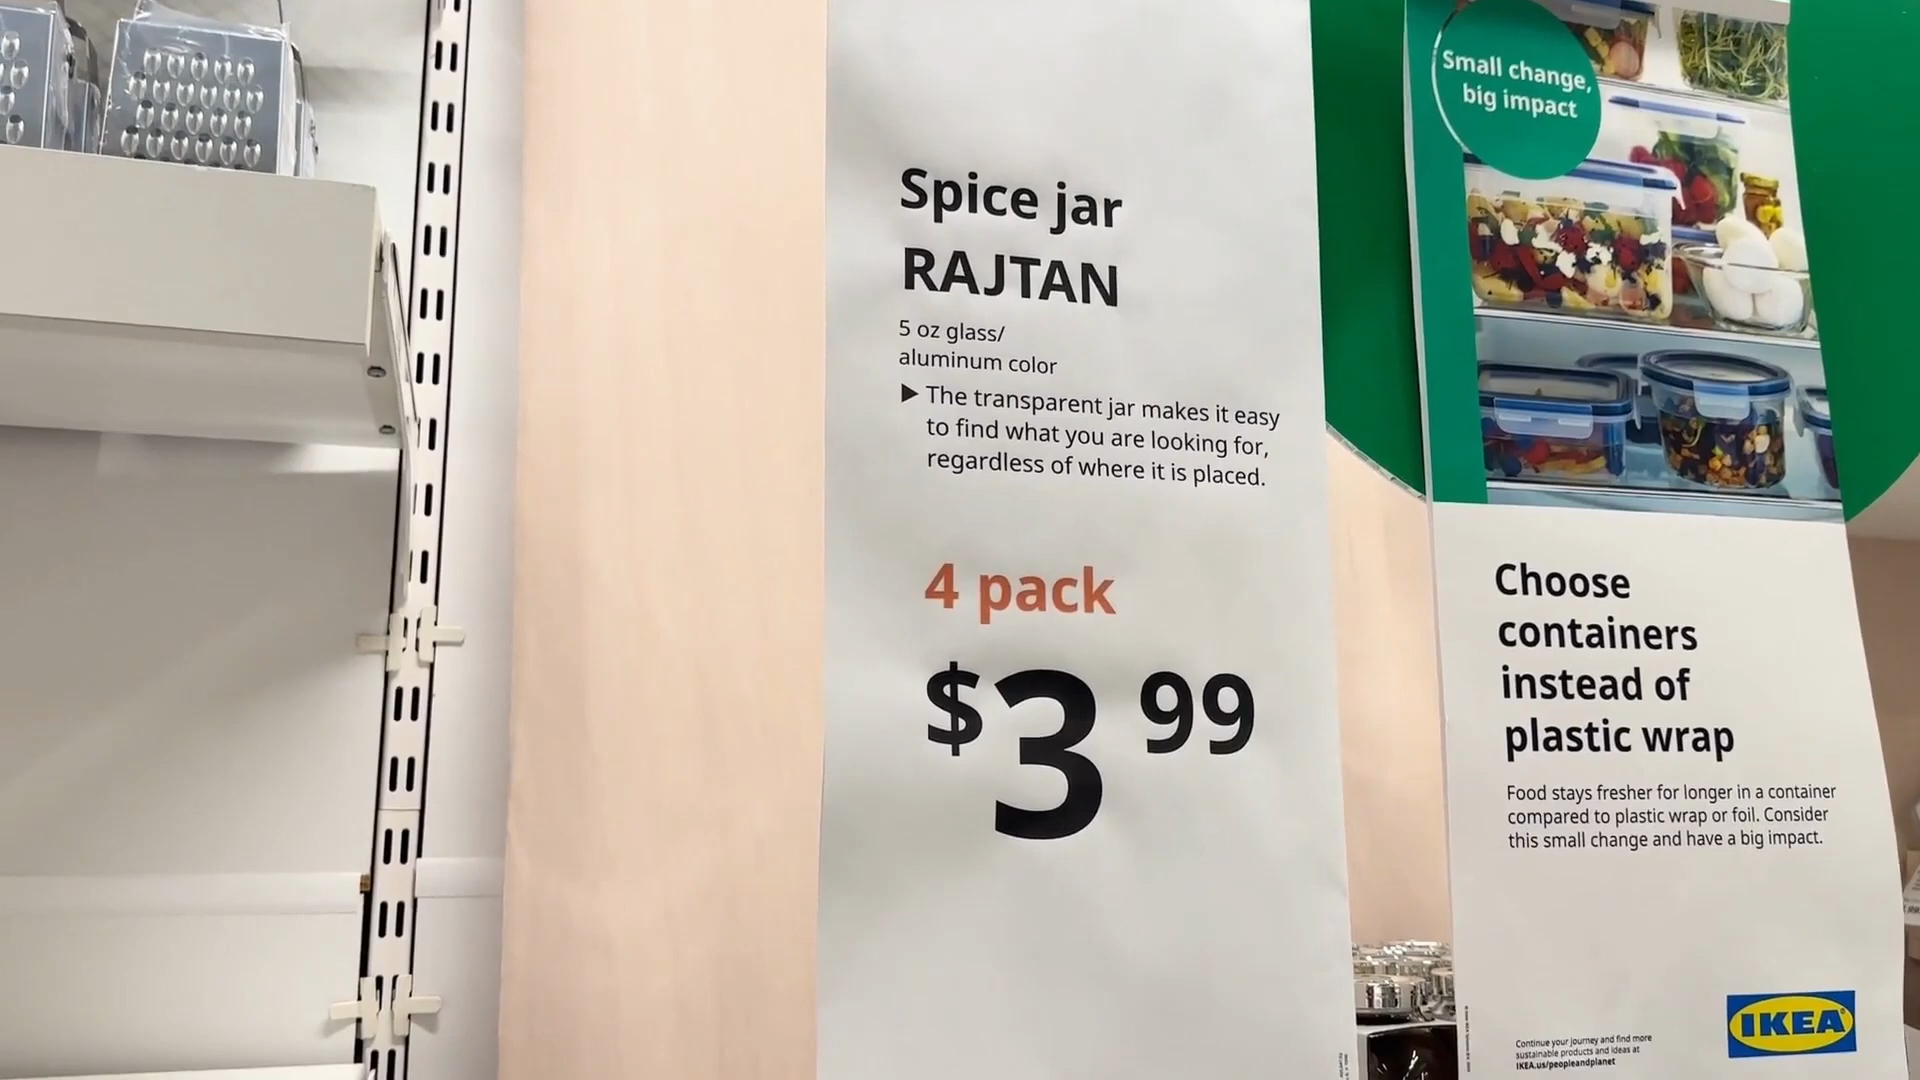 Spice jar
RAJTAN
5 oz glass/
aluminum color
▶ The transparent jar makes it easy
to find what you are looking for,
regardless of where it is placed.
4 pack
$3 99
Small change,
big impact
Choose
containers
instead of
plastic wrap
Food stays fresher for longer in a container
compared to plastic wrap or foil. Consider
this small change and have a big impact.
Continue your journey and find more
sustainable products and ideas at
IKEA.us/peopleandplanet
IKEA